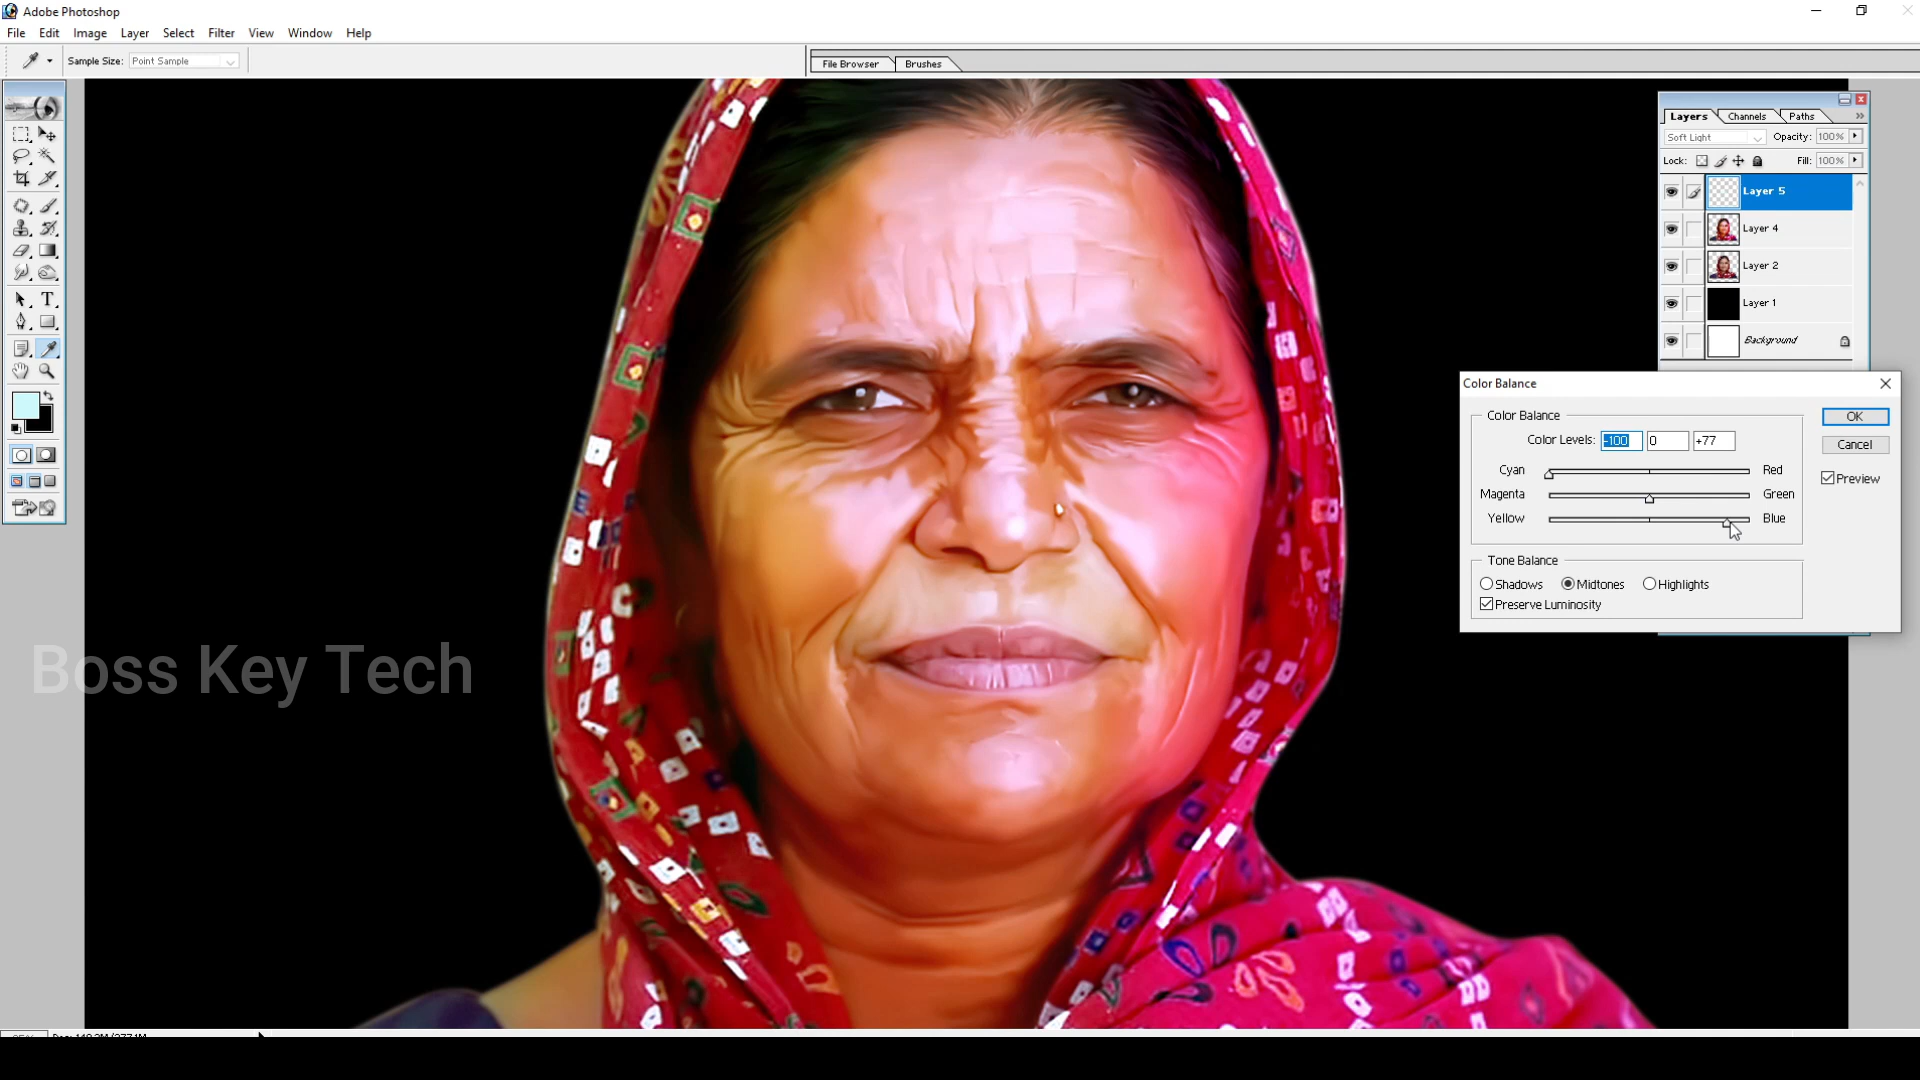 Adobe Photoshop
File Edit Image Layer Select Filter View Window Help
Sample Size: Point Sample
File Browser Brushes
Layers Channels Paths
Soft Light Opacity: 100%
Lock: Fill: 100%
Layer 5
Layer 4
Layer 2
Layer 1
Background
Color Balance
Color Balance
OK
Color Levels: -100 0 +77
Cancel
Cyan Red
Preview
Magenta Green
Yellow Blue
Tone Balance
Shadows Midtones Highlights
Preserve Luminosity
Boss Key Tech